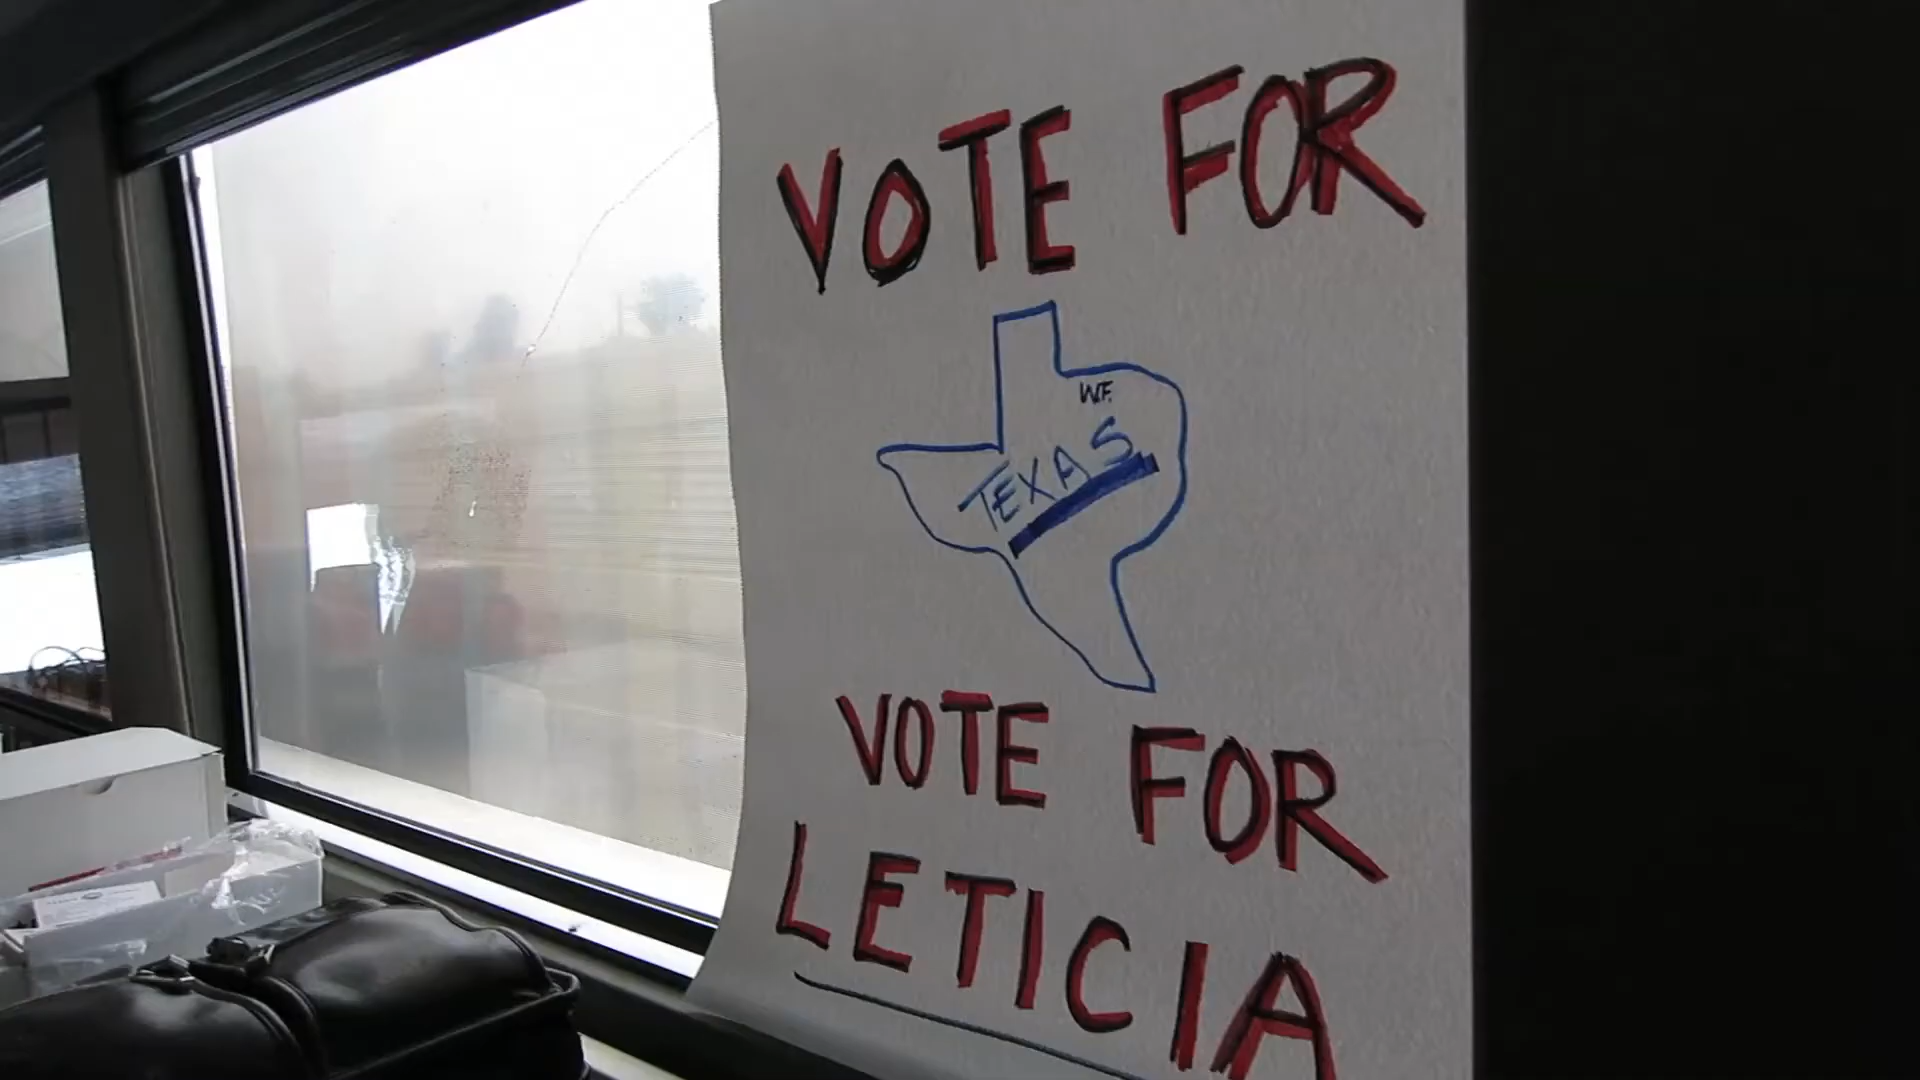 VOTE FOR
W.F.
TEXAS
VOTE FOR
LETICIA